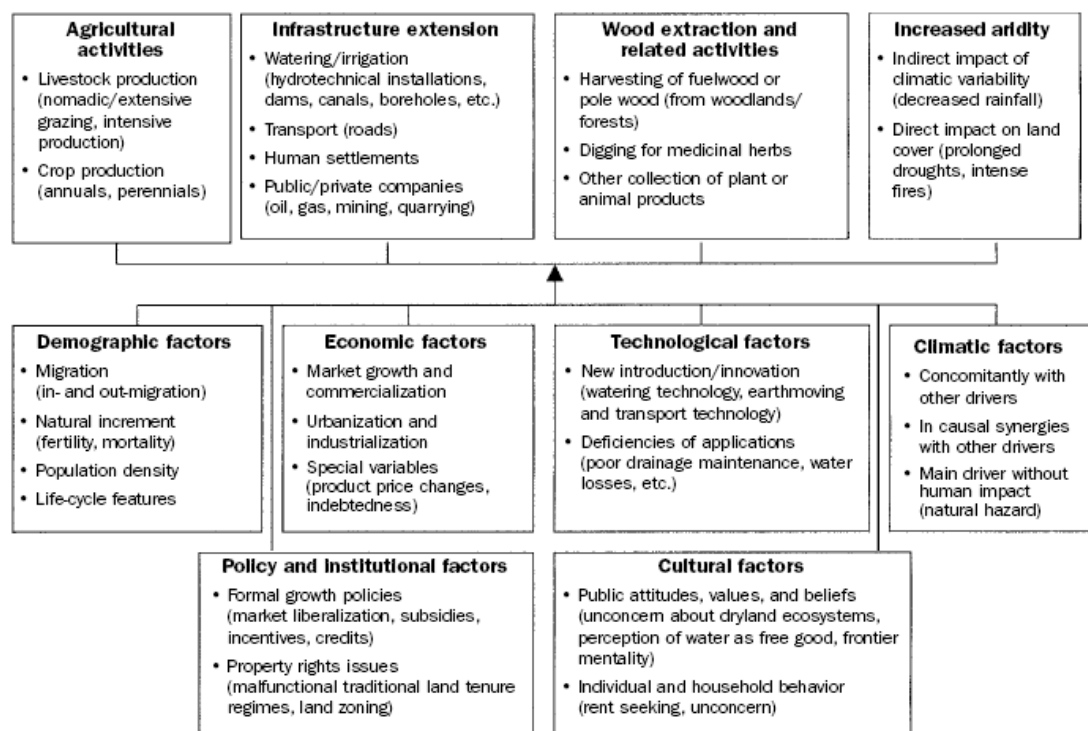 Agricultural
activities
• Livestock production
(nomadic/extensive
grazing, intensive
production)
• Crop production
(annuals, perennials)
Infrastructure extension
• Watering/irrigation
(hydrotechnical installations,
dams, canals, boreholes, etc.)
• Transport (roads)
• Human settlements
• Public/private companies
(oil, gas, mining, quarrying)
Wood extraction and
related activities
• Harvesting of fuelwood or
pole wood (from woodlands/
forests)
• Digging for medicinal herbs
• Other collection of plant or
animal products
Increased aridity
• Indirect impact of
climatic variability
(decreased rainfall)
• Direct impact on land
cover (prolonged
droughts, intense
fires)
Demographic factors
• Migration
(in- and out-migration)
• Natural increment
(fertility, mortality)
• Population density
• Life-cycle features
Economic factors
• Market growth and
commercialization
• Urbanization and
industrialization
• Special variables
(product price changes,
indebtedness)
Technological factors
• New introduction/innovation
(watering technology, earthmoving
and transport technology)
• Deficiencies of applications
(poor drainage maintenance, water
losses, etc.)
Climatic factors
• Concomitantly with
other drivers
• In causal synergies
with other drivers
• Main driver without
human impact
(natural hazard)
Policy and institutional factors
• Formal growth policies
(market liberalization, subsidies,
incentives, credits)
• Property rights issues
(malfunctional traditional land tenure
regimes, land zoning)
Cultural factors
• Public attitudes, values, and beliefs
(unconcern about dryland ecosystems,
perception of water as free good, frontier
mentality)
• Individual and household behavior
(rent seeking, unconcern)